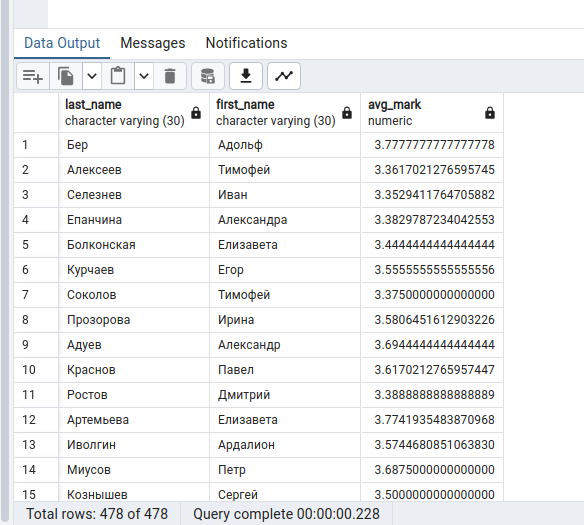 Data Output Messages Notifications
last_name first_name avg_mark
character varying (30) character varying (30) numeric
1 Бер Адольф 3.7777777777777778
2 Алексеев Тимофей 3.3617021276595745
3 Селезнев Иван 3.3529411764705882
4 Епанчина Александра 3.3829787234042553
5 Болконская Елизавета 3.4444444444444444
6 Курчаев Егор 3.5555555555555556
7 Соколов Тимофей 3.3750000000000000
8 Прозорова Ирина 3.5806451612903226
9 Адуев Александр 3.6944444444444444
10 Краснов Павел 3.6170212765957447
11 Ростов Дмитрий 3.3888888888888889
12 Артемьева Елизавета 3.7741935483870968
13 Иволгин Ардалион 3.5744680851063830
14 Миусов Петр 3.6875000000000000
15 Кознышев Сергей 3.5000000000000000
Total rows: 478 of 478 Query complete 00:00:00.228